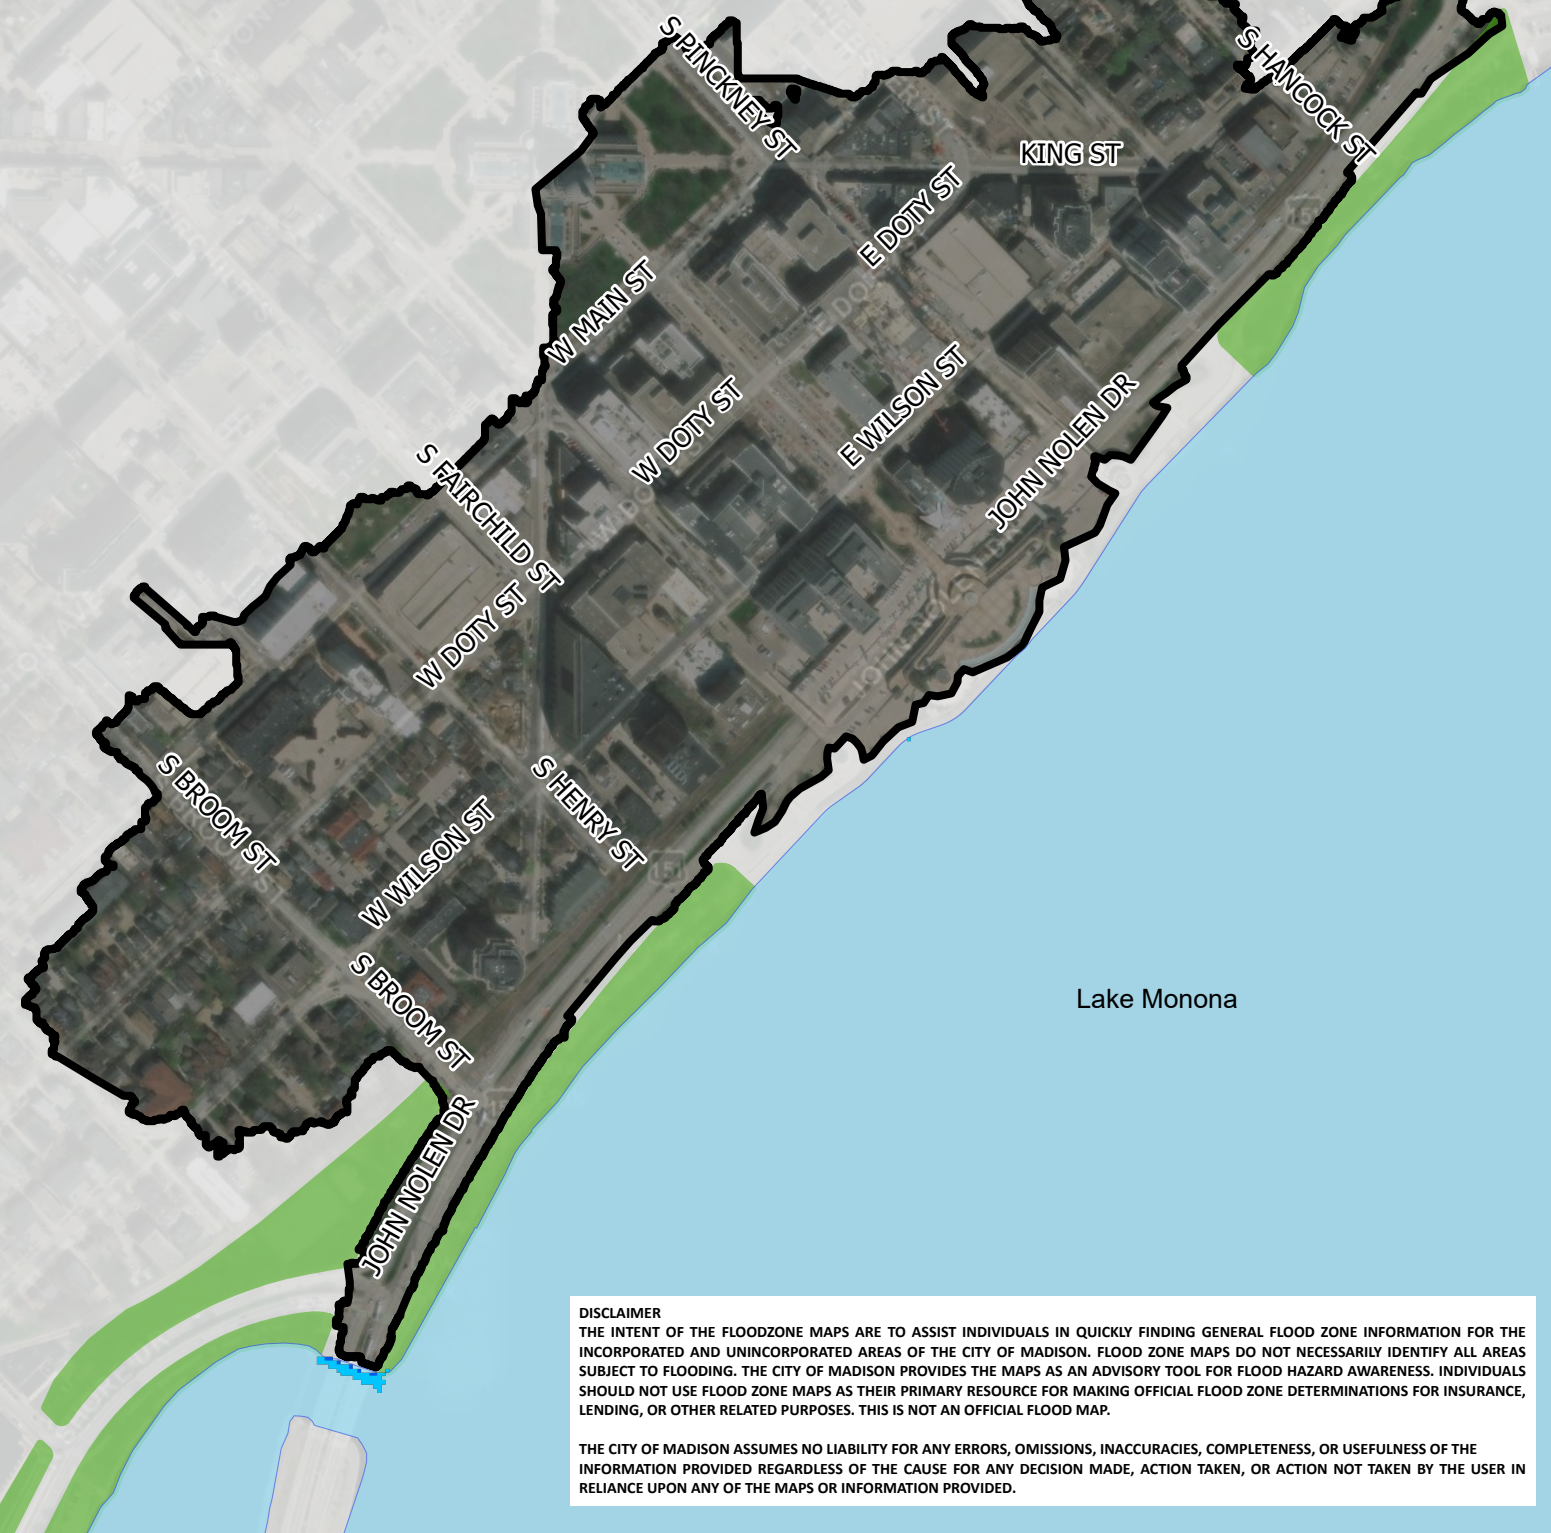 S PINCKNEY ST
S HANCOCK ST
KING ST
E DOTY ST
W MAIN ST
E WILSON ST
W DOTY ST
JOHN NOLEN DR
S FAIRCHILD ST
W DOTY ST
S BROOM ST
S HENRY ST
W WILSON ST
151
S BROOM ST
Lake Monona
JOHN NOLEN DR
DISCLAIMER
THE INTENT OF THE FLOODZONE MAPS ARE TO ASSIST INDIVIDUALS IN QUICKLY FINDING GENERAL FLOOD ZONE INFORMATION FOR THE
INCORPORATED AND UNINCORPORATED AREAS OF THE CITY OF MADISON. FLOOD ZONE MAPS DO NOT NECESSARILY IDENTIFY ALL AREAS
SUBJECT TO FLOODING. THE CITY OF MADISON PROVIDES THE MAPS AS AN ADVISORY TOOL FOR FLOOD HAZARD AWARENESS. INDIVIDUALS
SHOULD NOT USE FLOOD ZONE MAPS AS THEIR PRIMARY RESOURCE FOR MAKING OFFICIAL FLOOD ZONE DETERMINATIONS FOR INSURANCE,
LENDING, OR OTHER RELATED PURPOSES. THIS IS NOT AN OFFICIAL FLOOD MAP.
THE CITY OF MADISON ASSUMES NO LIABILITY FOR ANY ERRORS, OMISSIONS, INACCURACIES, COMPLETENESS, OR USEFULNESS OF THE
INFORMATION PROVIDED REGARDLESS OF THE CAUSE FOR ANY DECISION MADE, ACTION TAKEN, OR ACTION NOT TAKEN BY THE USER IN
RELIANCE UPON ANY OF THE MAPS OR INFORMATION PROVIDED.